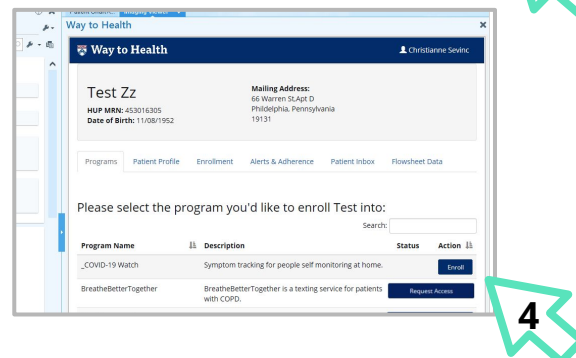 Way to Health
Way to Health
Christianne Sevinc
Test Zz
HUP MRN: 453016305
Date of Birth: 11/08/1952
Mailing Address:
66 Warren St,Apt D
Phildelphia, Pennsylvania
19131
Programs Patient Profile Enrollment Alerts & Adherence Patient Inbox Flowsheet Data
Please select the program you'd like to enroll Test into:
Search:
Program Name Description Status Action
_COVID-19 Watch Symptom tracking for people self monitoring at home. Enroll
BreatheBetterTogether BreatheBetterTogether is a texting service for patients with COPD. Request Access
4